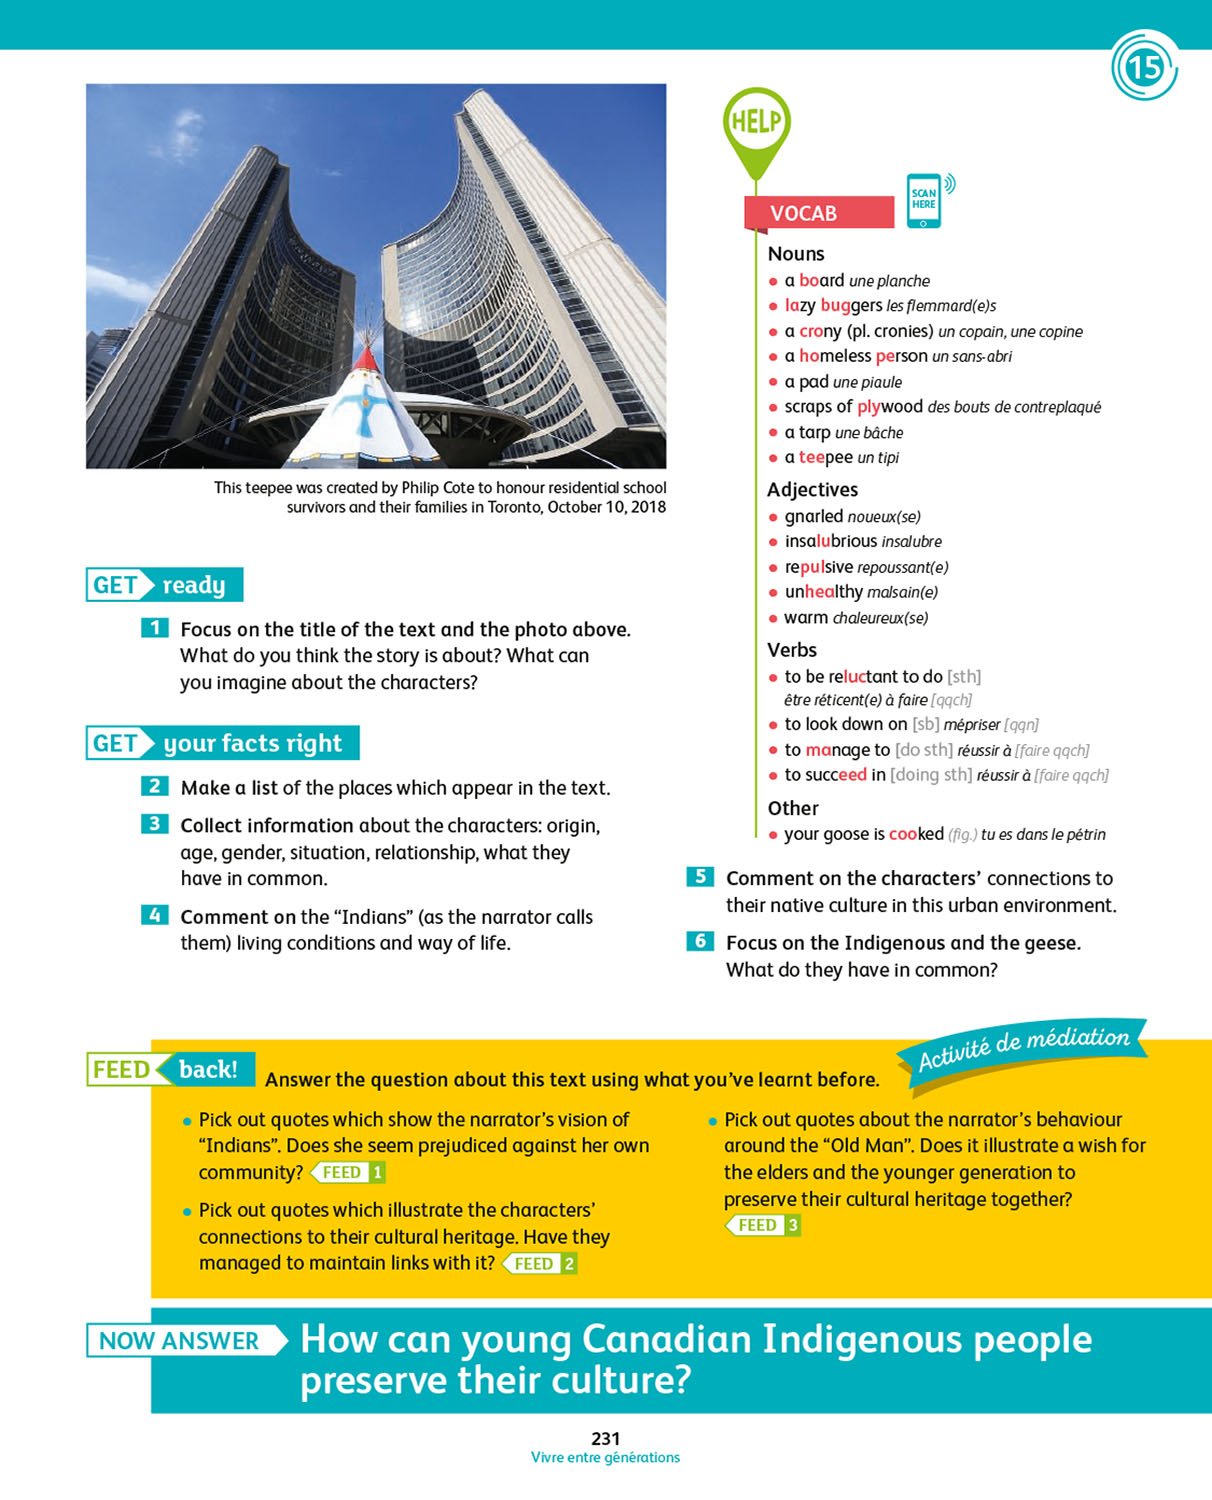 15
This teepee was created by Philip Cote to honour residential school
survivors and their families in Toronto, October 10, 2018
GET ready
1 Focus on the title of the text and the photo above.
What do you think the story is about? What can
you imagine about the characters?
GET your facts right
2 Make a list of the places which appear in the text.
3 Collect information about the characters: origin,
age, gender, situation, relationship, what they
have in common.
4 Comment on the “Indians” (as the narrator calls
them) living conditions and way of life.
HELP
VOCAB
SCAN
HERE
Nouns
• a board une planche
• lazy buggers les flemmard(e)s
• a crony (pl. cronies) un copain, une copine
• a homeless person un sans-abri
• a pad une piaule
• scraps of plywood des bouts de contreplaqué
• a tarp une bâche
• a teepee un tipi
Adjectives
• gnarled noueux(se)
• insalubrious insalubre
• repulsive repoussant(e)
• unhealthy malsain(e)
• warm chaleureux(se)
Verbs
• to be reluctant to do [sth]
être réticent(e) à faire [qqch]
• to look down on [sb] mépriser [qqn]
• to manage to [do sth] réussir à [faire qqch]
• to succeed in [doing sth] réussir à [faire qqch]
Other
• your goose is cooked (fig.) tu es dans le pétrin
5 Comment on the characters’ connections to
their native culture in this urban environment.
6 Focus on the Indigenous and the geese.
What do they have in common?
FEED back!
Activité de médiation
Answer the question about this text using what you’ve learnt before.
• Pick out quotes which show the narrator’s vision of
“Indians”. Does she seem prejudiced against her own
community? FEED 1
• Pick out quotes which illustrate the characters’
connections to their cultural heritage. Have they
managed to maintain links with it? FEED 2
• Pick out quotes about the narrator’s behaviour
around the “Old Man”. Does it illustrate a wish for
the elders and the younger generation to
preserve their cultural heritage together?
FEED 3
NOW ANSWER How can young Canadian Indigenous people
preserve their culture?
231
Vivre entre générations